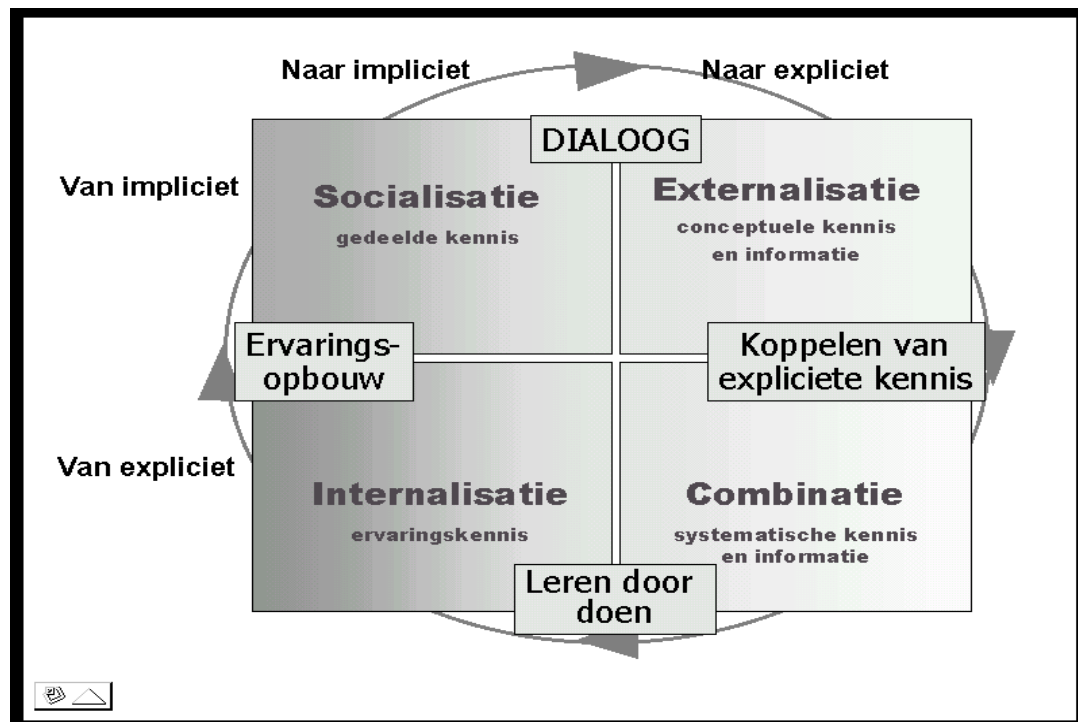 Naar impliciet
Naar expliciet
DIALOOG
Van impliciet
Socialisatie
gedeelde kennis
Externalisatie
conceptuele kennis
en informatie
Ervarings-
opbouw
Koppelen van
expliciete kennis
Van expliciet
Internalisatie
ervaringskennis
Combinatie
systematische kennis
en informatie
Leren door
doen